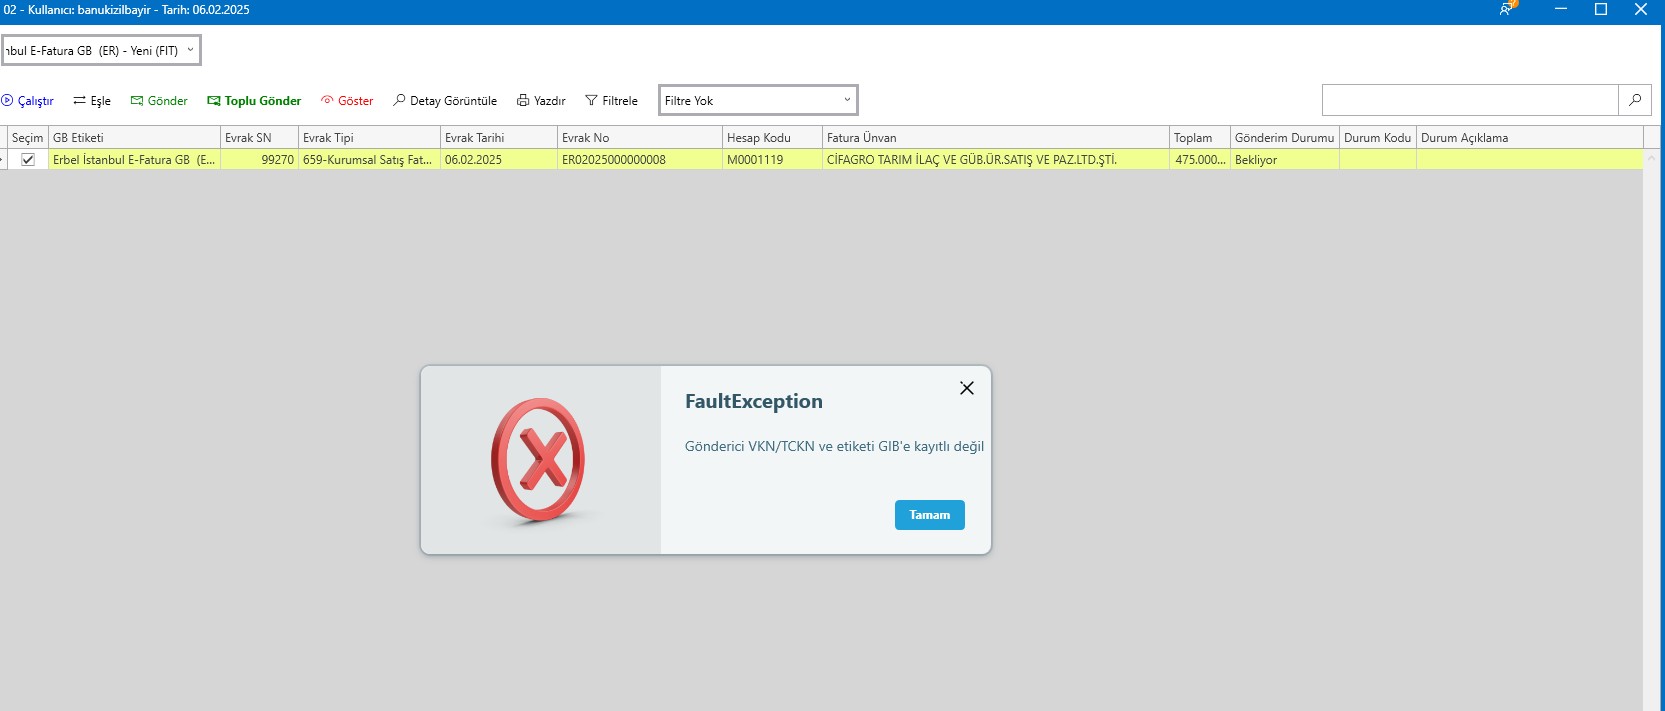 02 - Kullanıcı: banukizilbayir - Tarih: 06.02.2025
nbul E-Fatura GB (ER) - Yeni (FIT)
Çalıştır Eşle Gönder Toplu Gönder Göster Detay Görüntüle Yazdır Filtrele Filtre Yok
Seçim GB Etiketi Evrak SN Evrak Tipi Evrak Tarihi Evrak No Hesap Kodu Fatura Ünvan Toplam Gönderim Durumu Durum Kodu Durum Açıklama
Erbel İstanbul E-Fatura GB (E... 99270 659-Kurumsal Satış Fat... 06.02.2025 ER02025000000008 M0001119 CİFAGRO TARIM İLAÇ VE GÜB.ÜR.SATIŞ VE PAZ.LTD.ŞTİ. 475.000... Bekliyor
FaultException
Gönderici VKN/TCKN ve etiketi GIB'e kayıtlı değil
Tamam